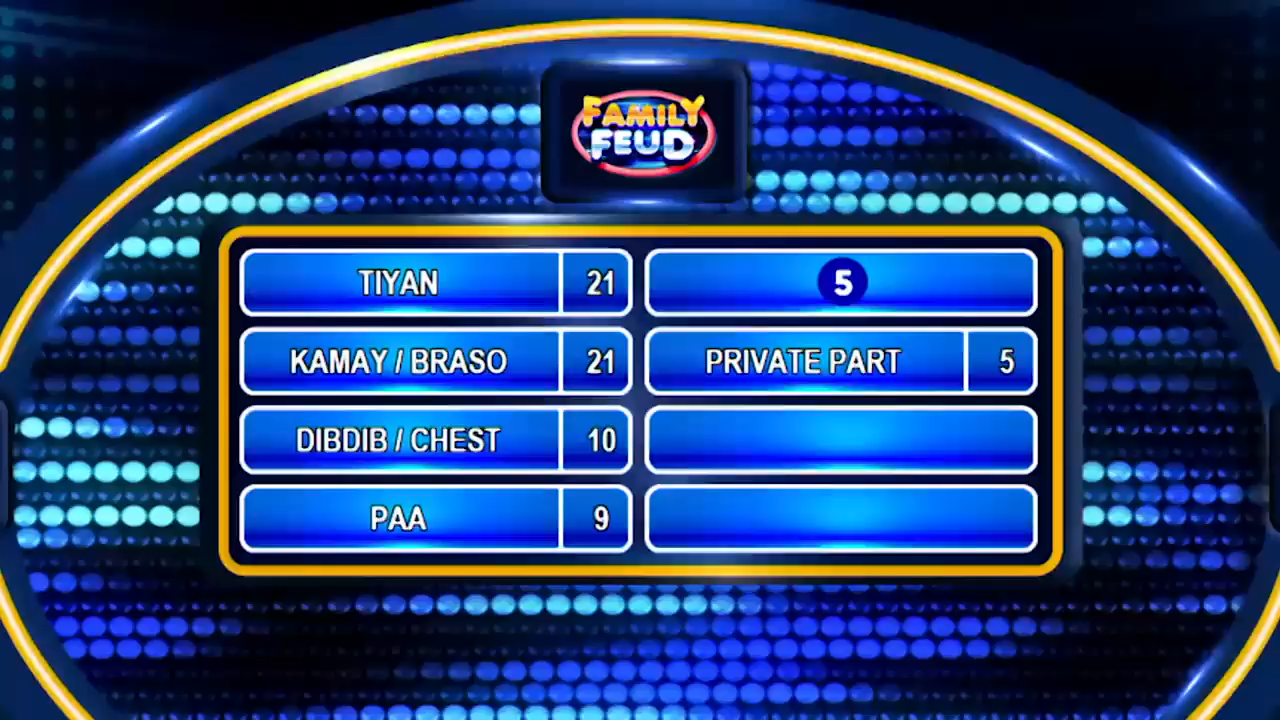 FAMILY
FEUD
TIYAN 21
KAMAY / BRASO 21
DIBDIB / CHEST 10
PAA 9
5
PRIVATE PART 5